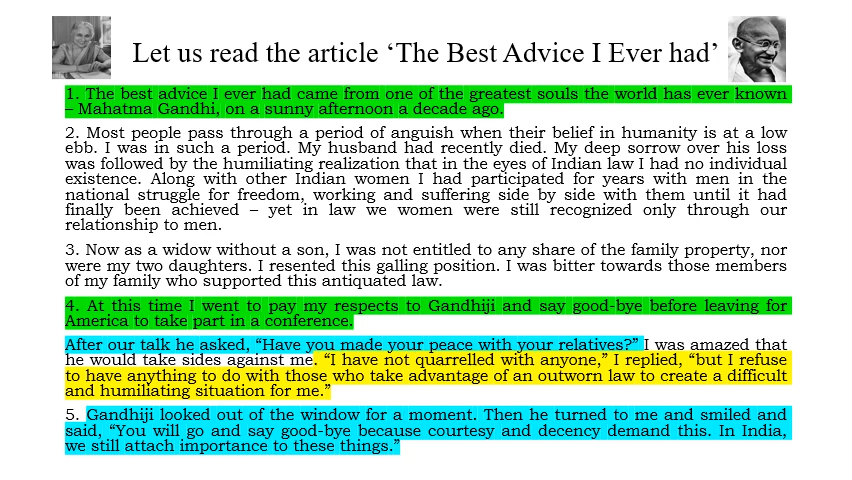 Let us read the article ‘The Best Advice I Ever had’
1. The best advice I ever had came from one of the greatest souls the world has ever known
– Mahatma Gandhi, on a sunny afternoon a decade ago.
2. Most people pass through a period of anguish when their belief in humanity is at a low
ebb. I was in such a period. My husband had recently died. My deep sorrow over his loss
was followed by the humiliating realization that in the eyes of Indian law I had no individual
existence. Along with other Indian women I had participated for years with men in the
national struggle for freedom, working and suffering side by side with them until it had
finally been achieved – yet in law we women were still recognized only through our
relationship to men.
3. Now as a widow without a son, I was not entitled to any share of the family property, nor
were my two daughters. I resented this galling position. I was bitter towards those members
of my family who supported this antiquated law.
4. At this time I went to pay my respects to Gandhiji and say good-bye before leaving for
America to take part in a conference.
After our talk he asked, “Have you made your peace with your relatives?” I was amazed that
he would take sides against me. “I have not quarrelled with anyone,” I replied, “but I refuse
to have anything to do with those who take advantage of an outworn law to create a difficult
and humiliating situation for me.”
5. Gandhiji looked out of the window for a moment. Then he turned to me and smiled and
said, “You will go and say good-bye because courtesy and decency demand this. In India,
we still attach importance to these things.”